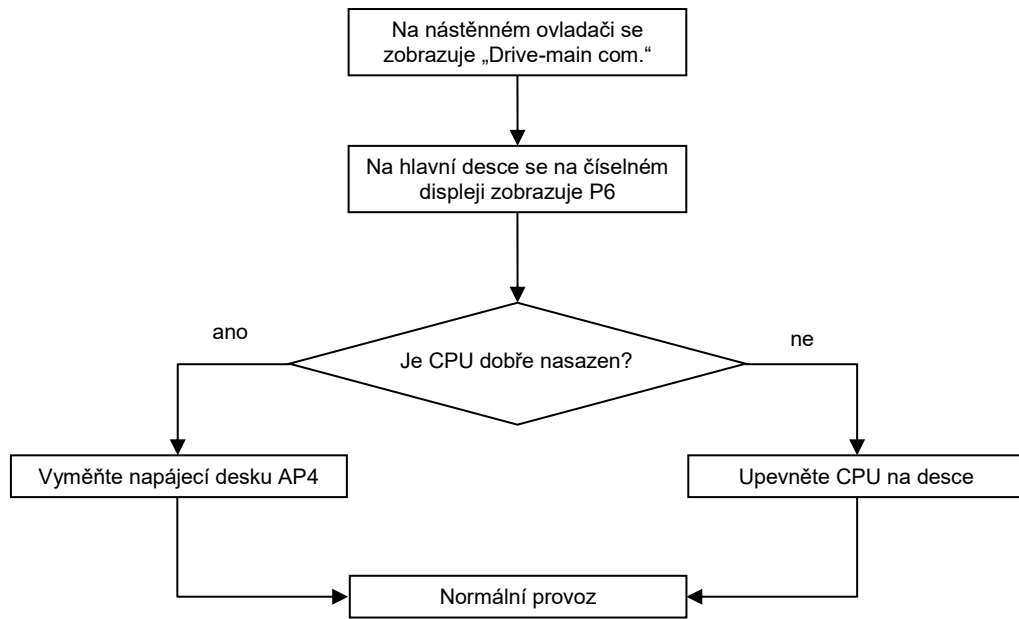 Na nástěnném ovladači se
zobrazuje „Drive-main com.“
Na hlavní desce se na číselném
displeji zobrazuje P6
ano
ne
Je CPU dobře nasazen?
Vyměňte napájecí desku AP4
Upevněte CPU na desce
Normální provoz